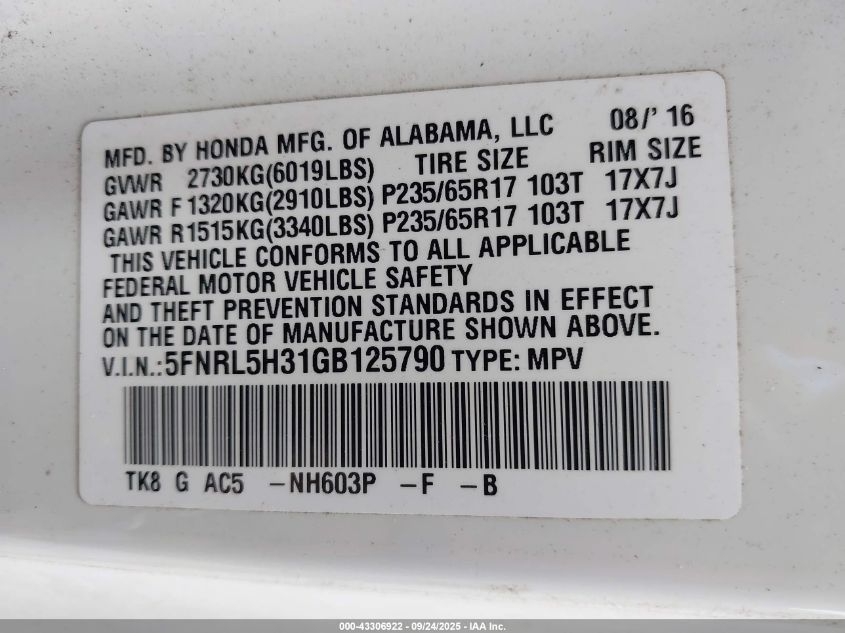 MFD. BY HONDA MFG. OF ALABAMA, LLC 08/' 16
GVWR 2730KG(6019LBS) TIRE SIZE RIM SIZE
GAWR F 1320KG(2910LBS) P235/65R17 103T 17X7J
GAWR R1515KG(3340LBS) P235/65R17 103T 17X7J
THIS VEHICLE CONFORMS TO ALL APPLICABLE
FEDERAL MOTOR VEHICLE SAFETY
AND THEFT PREVENTION STANDARDS IN EFFECT
ON THE DATE OF MANUFACTURE SHOWN ABOVE.
V.I.N.:5FNRL5H31GB125790 TYPE: MPV
TK8 G AC5 -NH603P -F -B
000-43306922 - 09/24/2025 - IAA Inc.